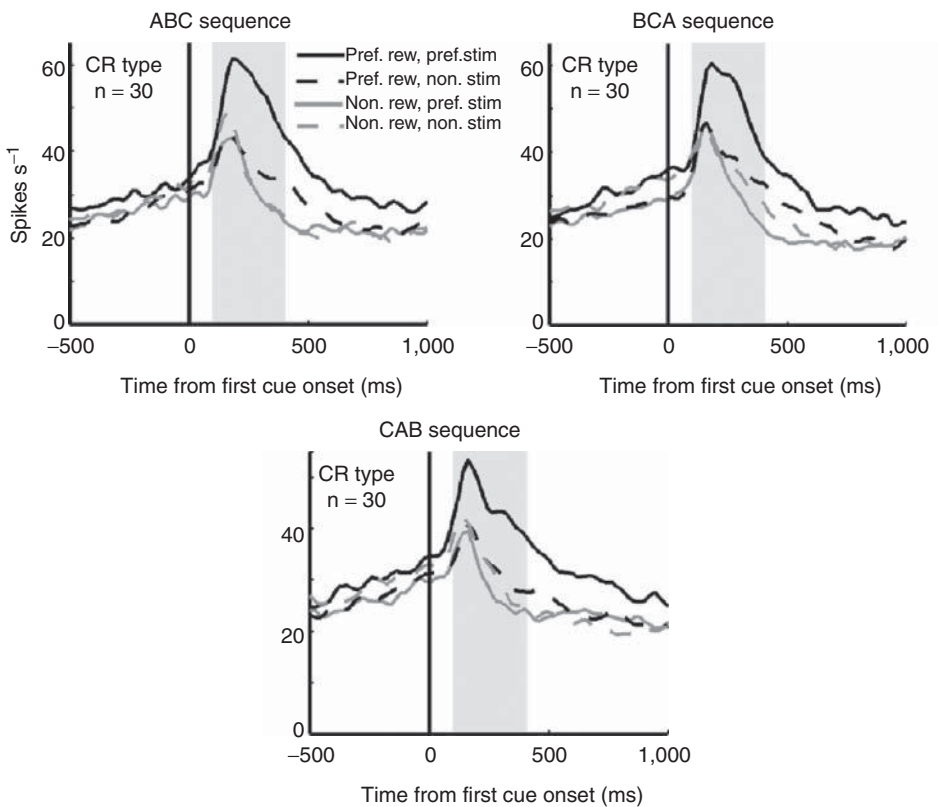 ABC sequence
60
40
20
0
Spikes s⁻¹
CR type
n = 30
Pref. rew, pref.stim
Pref. rew, non. stim
Non. rew, pref. stim
Non. rew, non. stim
–500 0 500 1,000
Time from first cue onset (ms)
BCA sequence
60
40
20
0
CR type
n = 30
–500 0 500 1,000
Time from first cue onset (ms)
CAB sequence
40
20
0
CR type
n = 30
–500 0 500 1,000
Time from first cue onset (ms)